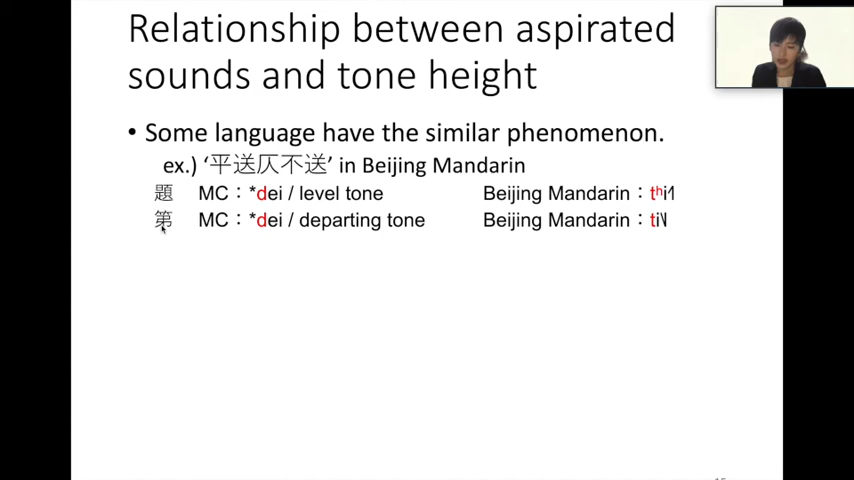 Relationship between aspirated
sounds and tone height
• Some language have the similar phenomenon.
ex.) ‘平送仄不送’ in Beijing Mandarin
題 MC：*dei / level tone Beijing Mandarin：tʰi˧˥
第 MC：*dei / departing tone Beijing Mandarin：ti˥˩